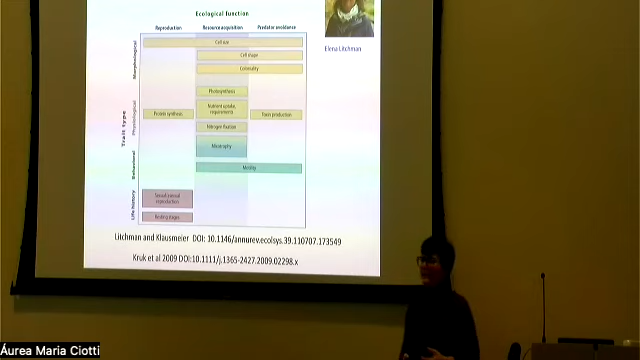 Ecological function
Reproduction Resource acquisition Predator avoidance
Elena Litchman
Trait type
Morphological
Cell size
Cell shape
Coloniality
Physiological
Photosynthesis
Nutrient uptake,
requirements
Protein synthesis
Toxin production
Nitrogen fixation
Behavioral
Mixotrophy
Motility
Life history
Sexual/asexual
reproduction
Resting stages
Litchman and Klausmeier DOI: 10.1146/annurev.ecolsys.39.110707.173549
Kruk et al 2009 DOI:10.1111/j.1365-2427.2009.02298.x
Áurea Maria Ciotti